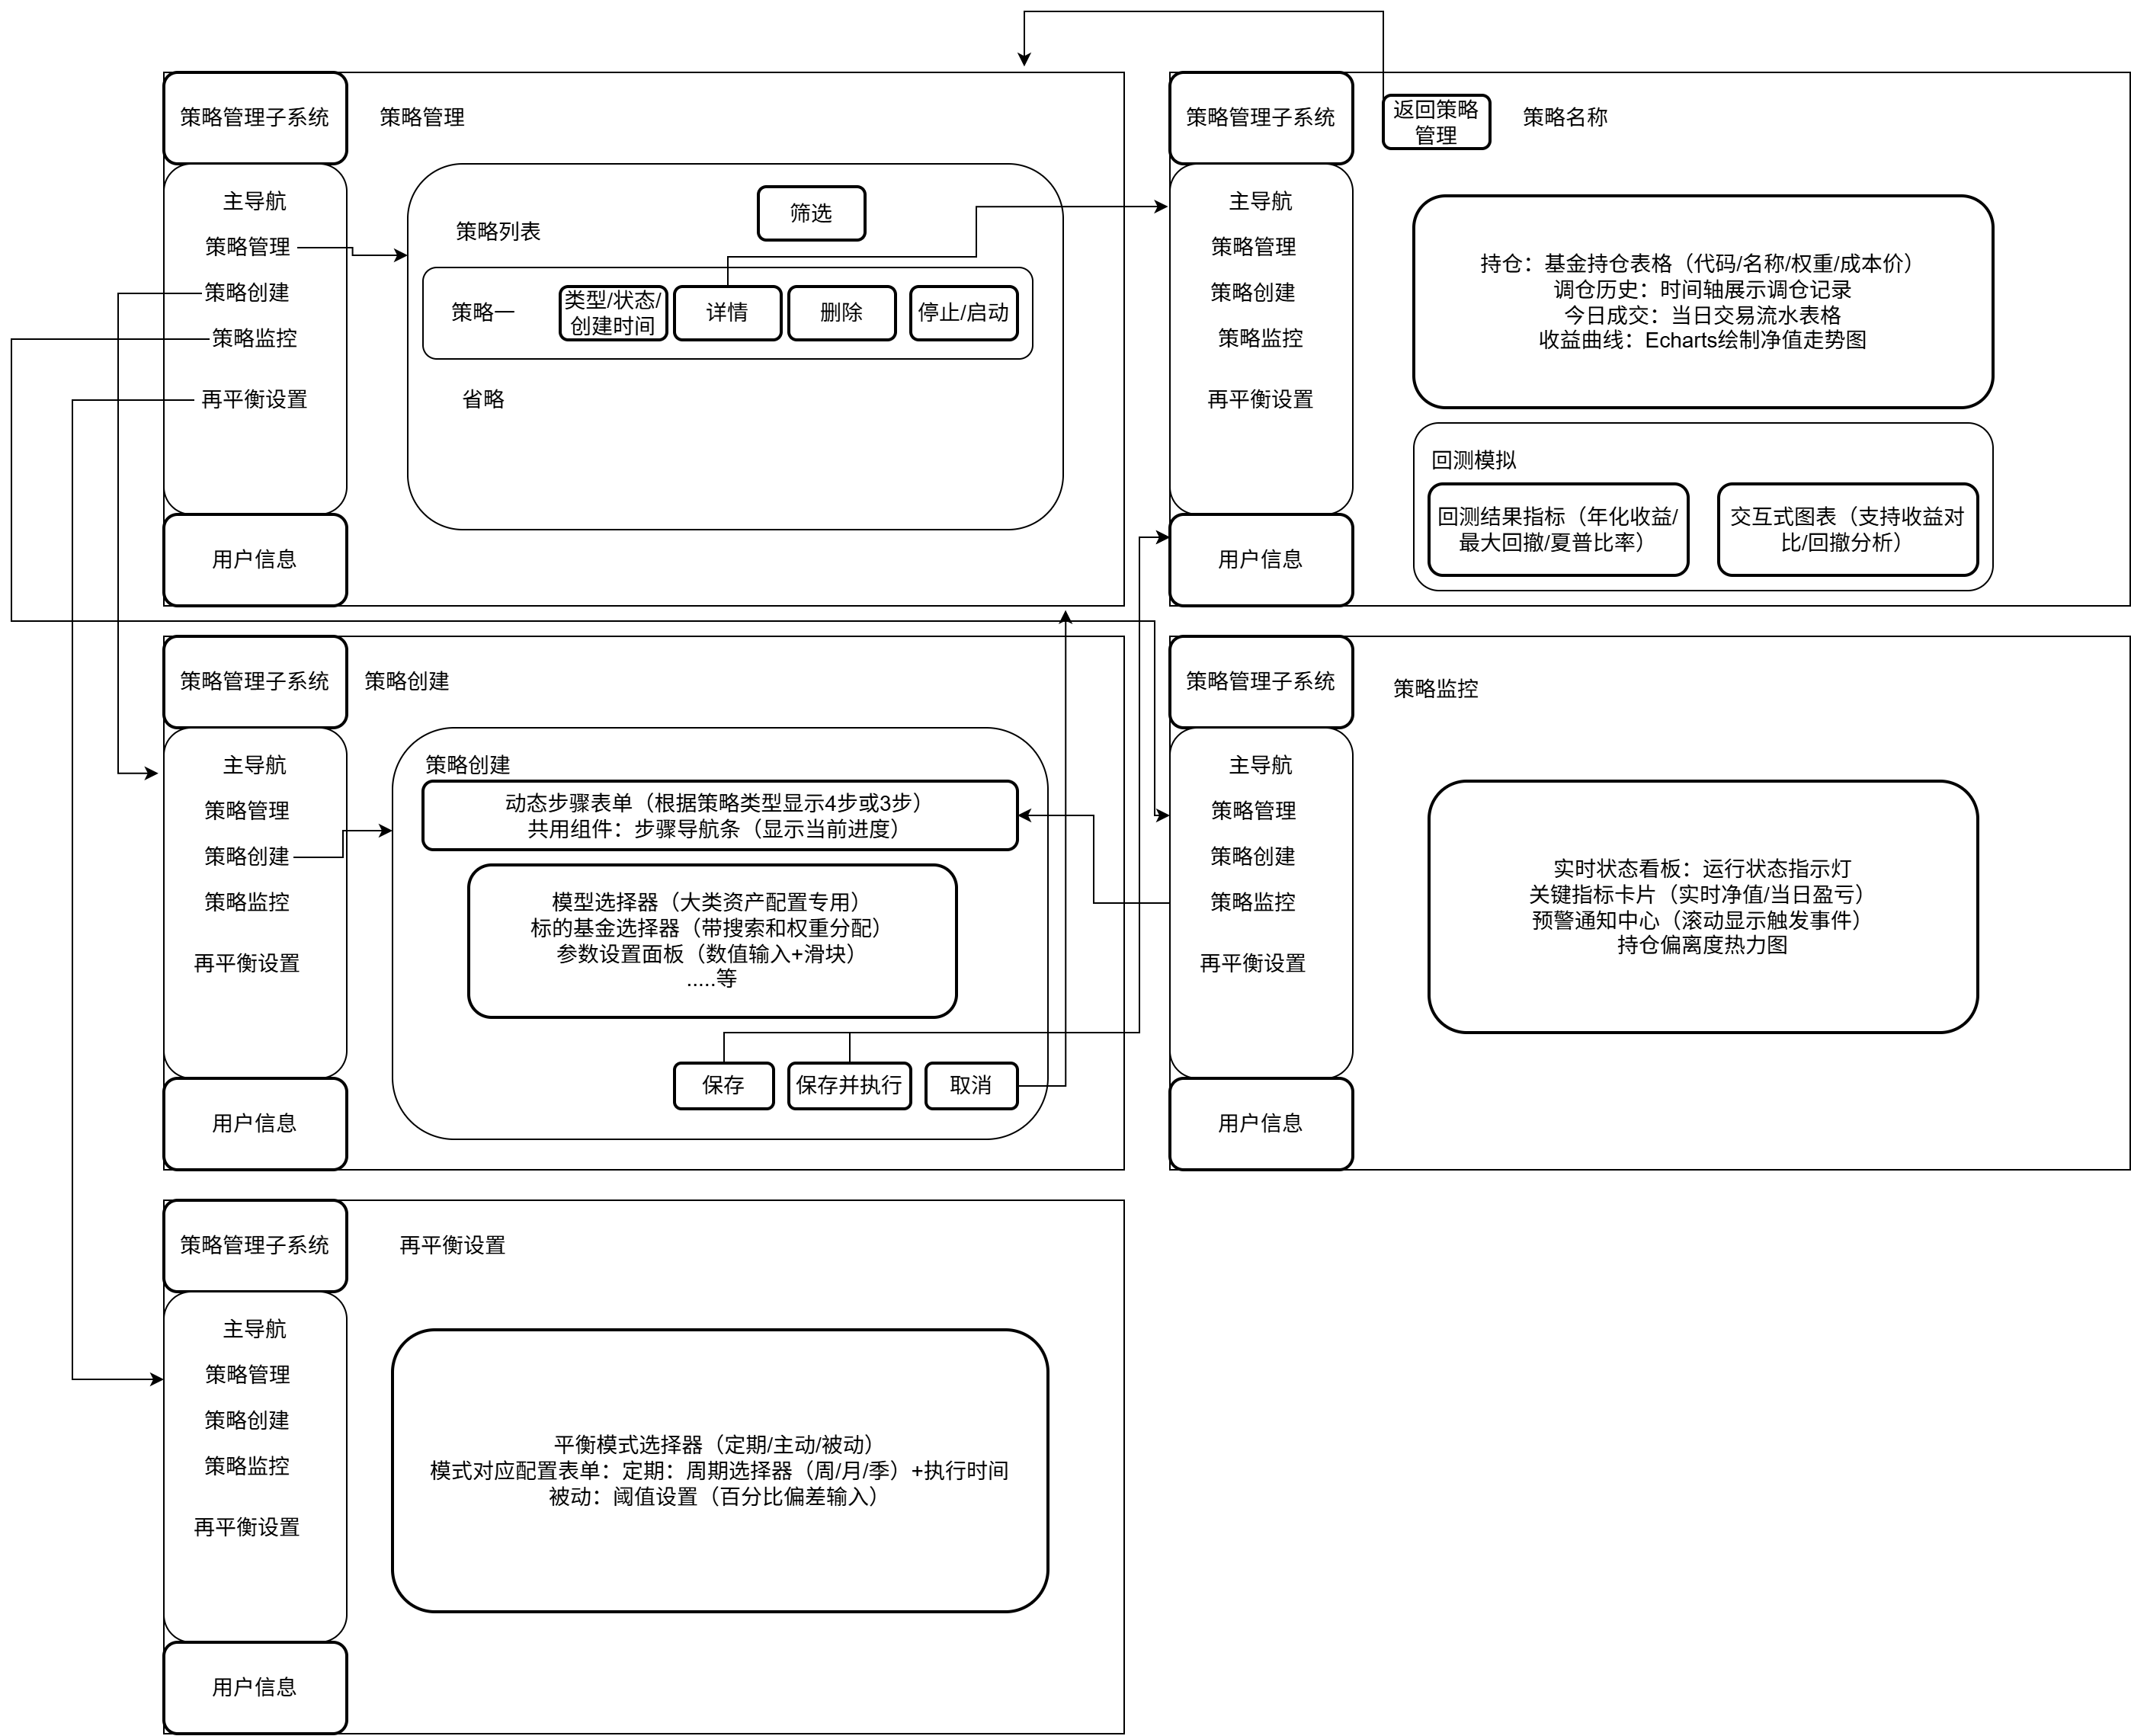 策略管理子系统
策略管理
主导航
策略管理
策略创建
策略监控
再平衡设置
用户信息
筛选
策略列表
策略一
类型/状态/
创建时间
详情
删除
停止/启动
省略
策略管理子系统
返回策略
管理
策略名称
主导航
策略管理
策略创建
策略监控
再平衡设置
用户信息
持仓：基金持仓表格（代码/名称/权重/成本价）
调仓历史：时间轴展示调仓记录
今日成交：当日交易流水表格
收益曲线：Echarts绘制净值走势图
回测模拟
回测结果指标（年化收益/
最大回撤/夏普比率）
交互式图表（支持收益对
比/回撤分析）
策略管理子系统
策略创建
主导航
策略管理
策略创建
策略监控
再平衡设置
用户信息
策略创建
动态步骤表单（根据策略类型显示4步或3步）
共用组件：步骤导航条（显示当前进度）
模型选择器（大类资产配置专用）
标的基金选择器（带搜索和权重分配）
参数设置面板（数值输入+滑块）
.....等
保存
保存并执行
取消
策略管理子系统
策略监控
主导航
策略管理
策略创建
策略监控
再平衡设置
用户信息
实时状态看板：运行状态指示灯
关键指标卡片（实时净值/当日盈亏）
预警通知中心（滚动显示触发事件）
持仓偏离度热力图
策略管理子系统
再平衡设置
主导航
策略管理
策略创建
策略监控
再平衡设置
用户信息
平衡模式选择器（定期/主动/被动）
模式对应配置表单：定期：周期选择器（周/月/季）+执行时间
被动：阈值设置（百分比偏差输入）